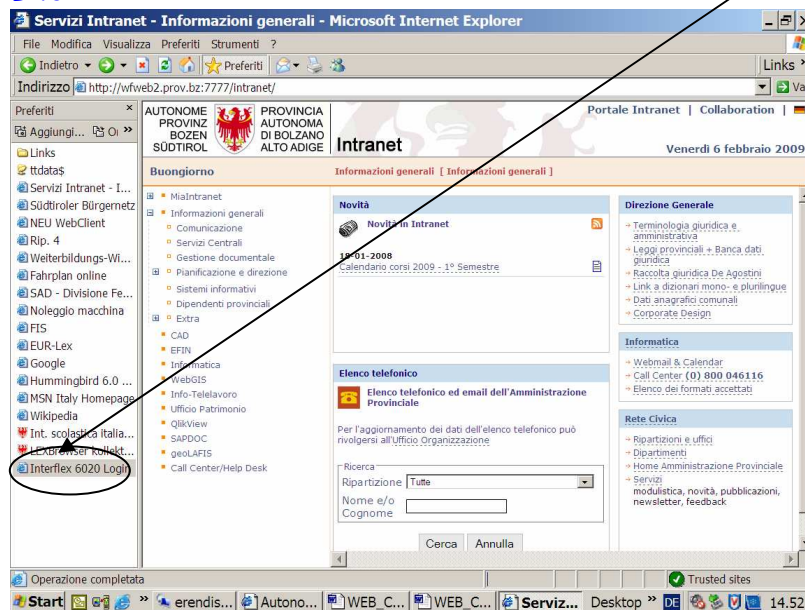 Servizi Intranet - Informazioni generali - Microsoft Internet Explorer
File Modifica Visualizza Preferiti Strumenti ?
Indietro Preferiti Links »
Indirizzo http://wfweb2.prov.bz:7777/intranet/ Va
Preferiti ×
Aggiungi... »
Links
ttdata$
Servizi Intranet - I...
Südtiroler Bürgernetz
NEU WebClient
Rip. 4
Weiterbildungs-Wi...
Fahrplan online
SAD - Divisione Fe...
Noleggio macchina
FIS
EUR-Lex
Google
Hummingbird 6.0 ...
MSN Italy Homepage
Wikipedia
Int. scolastica italia...
LEXBrowser kollekt...
Interflex 6020 Login
AUTONOME PROVINZ BOZEN SÜDTIROL
PROVINCIA AUTONOMA DI BOLZANO ALTO ADIGE
Intranet
Portale Intranet | Collaboration |
Venerdi 6 febbraio 2009
Buongiorno
Informazioni generali [ Informazioni generali ]
MiaIntranet
Informazioni generali
Comunicazione
Servizi Centrali
Gestione documentale
Pianificazione e direzione
Sistemi informativi
Dipendenti provinciali
Extra
CAD
EFIN
Informatica
WebGIS
Info-Telelavoro
Ufficio Patrimonio
QlikView
SAPDOC
geoLAFIS
Call Center/Help Desk
Novità
Novità in Intranet
18-01-2008
Calendario corsi 2009 - 1° Semestre
Elenco telefonico
Elenco telefonico ed email dell'Amministrazione
Provinciale
Per l'aggiornamento dei dati dell'elenco telefonico può
rivolgersi all'Ufficio Organizzazione
Ricerca
Ripartizione Tutte
Nome e/o
Cognome
Cerca Annulla
Direzione Generale
Terminologia giuridica e
amministrativa
Leggi provinciali + Banca dati
giuridica
Raccolta giuridica De Agostini
Link a dizionari mono- e plurilingue
Dati anagrafici comunali
Corporate Design
Informatica
Webmail & Calendar
Call Center (0) 800 046116
Elenco dei formati accettati
Rete Civica
Ripartizioni e uffici
Dipartimenti
Home Amministrazione Provinciale
Servizi
modulistica, novità, pubblicazioni,
newsletter, feedback
Operazione completata Trusted sites
Start » erendis... Autono... WEB_C... WEB_C... Serviz... Desktop » DE 14.52